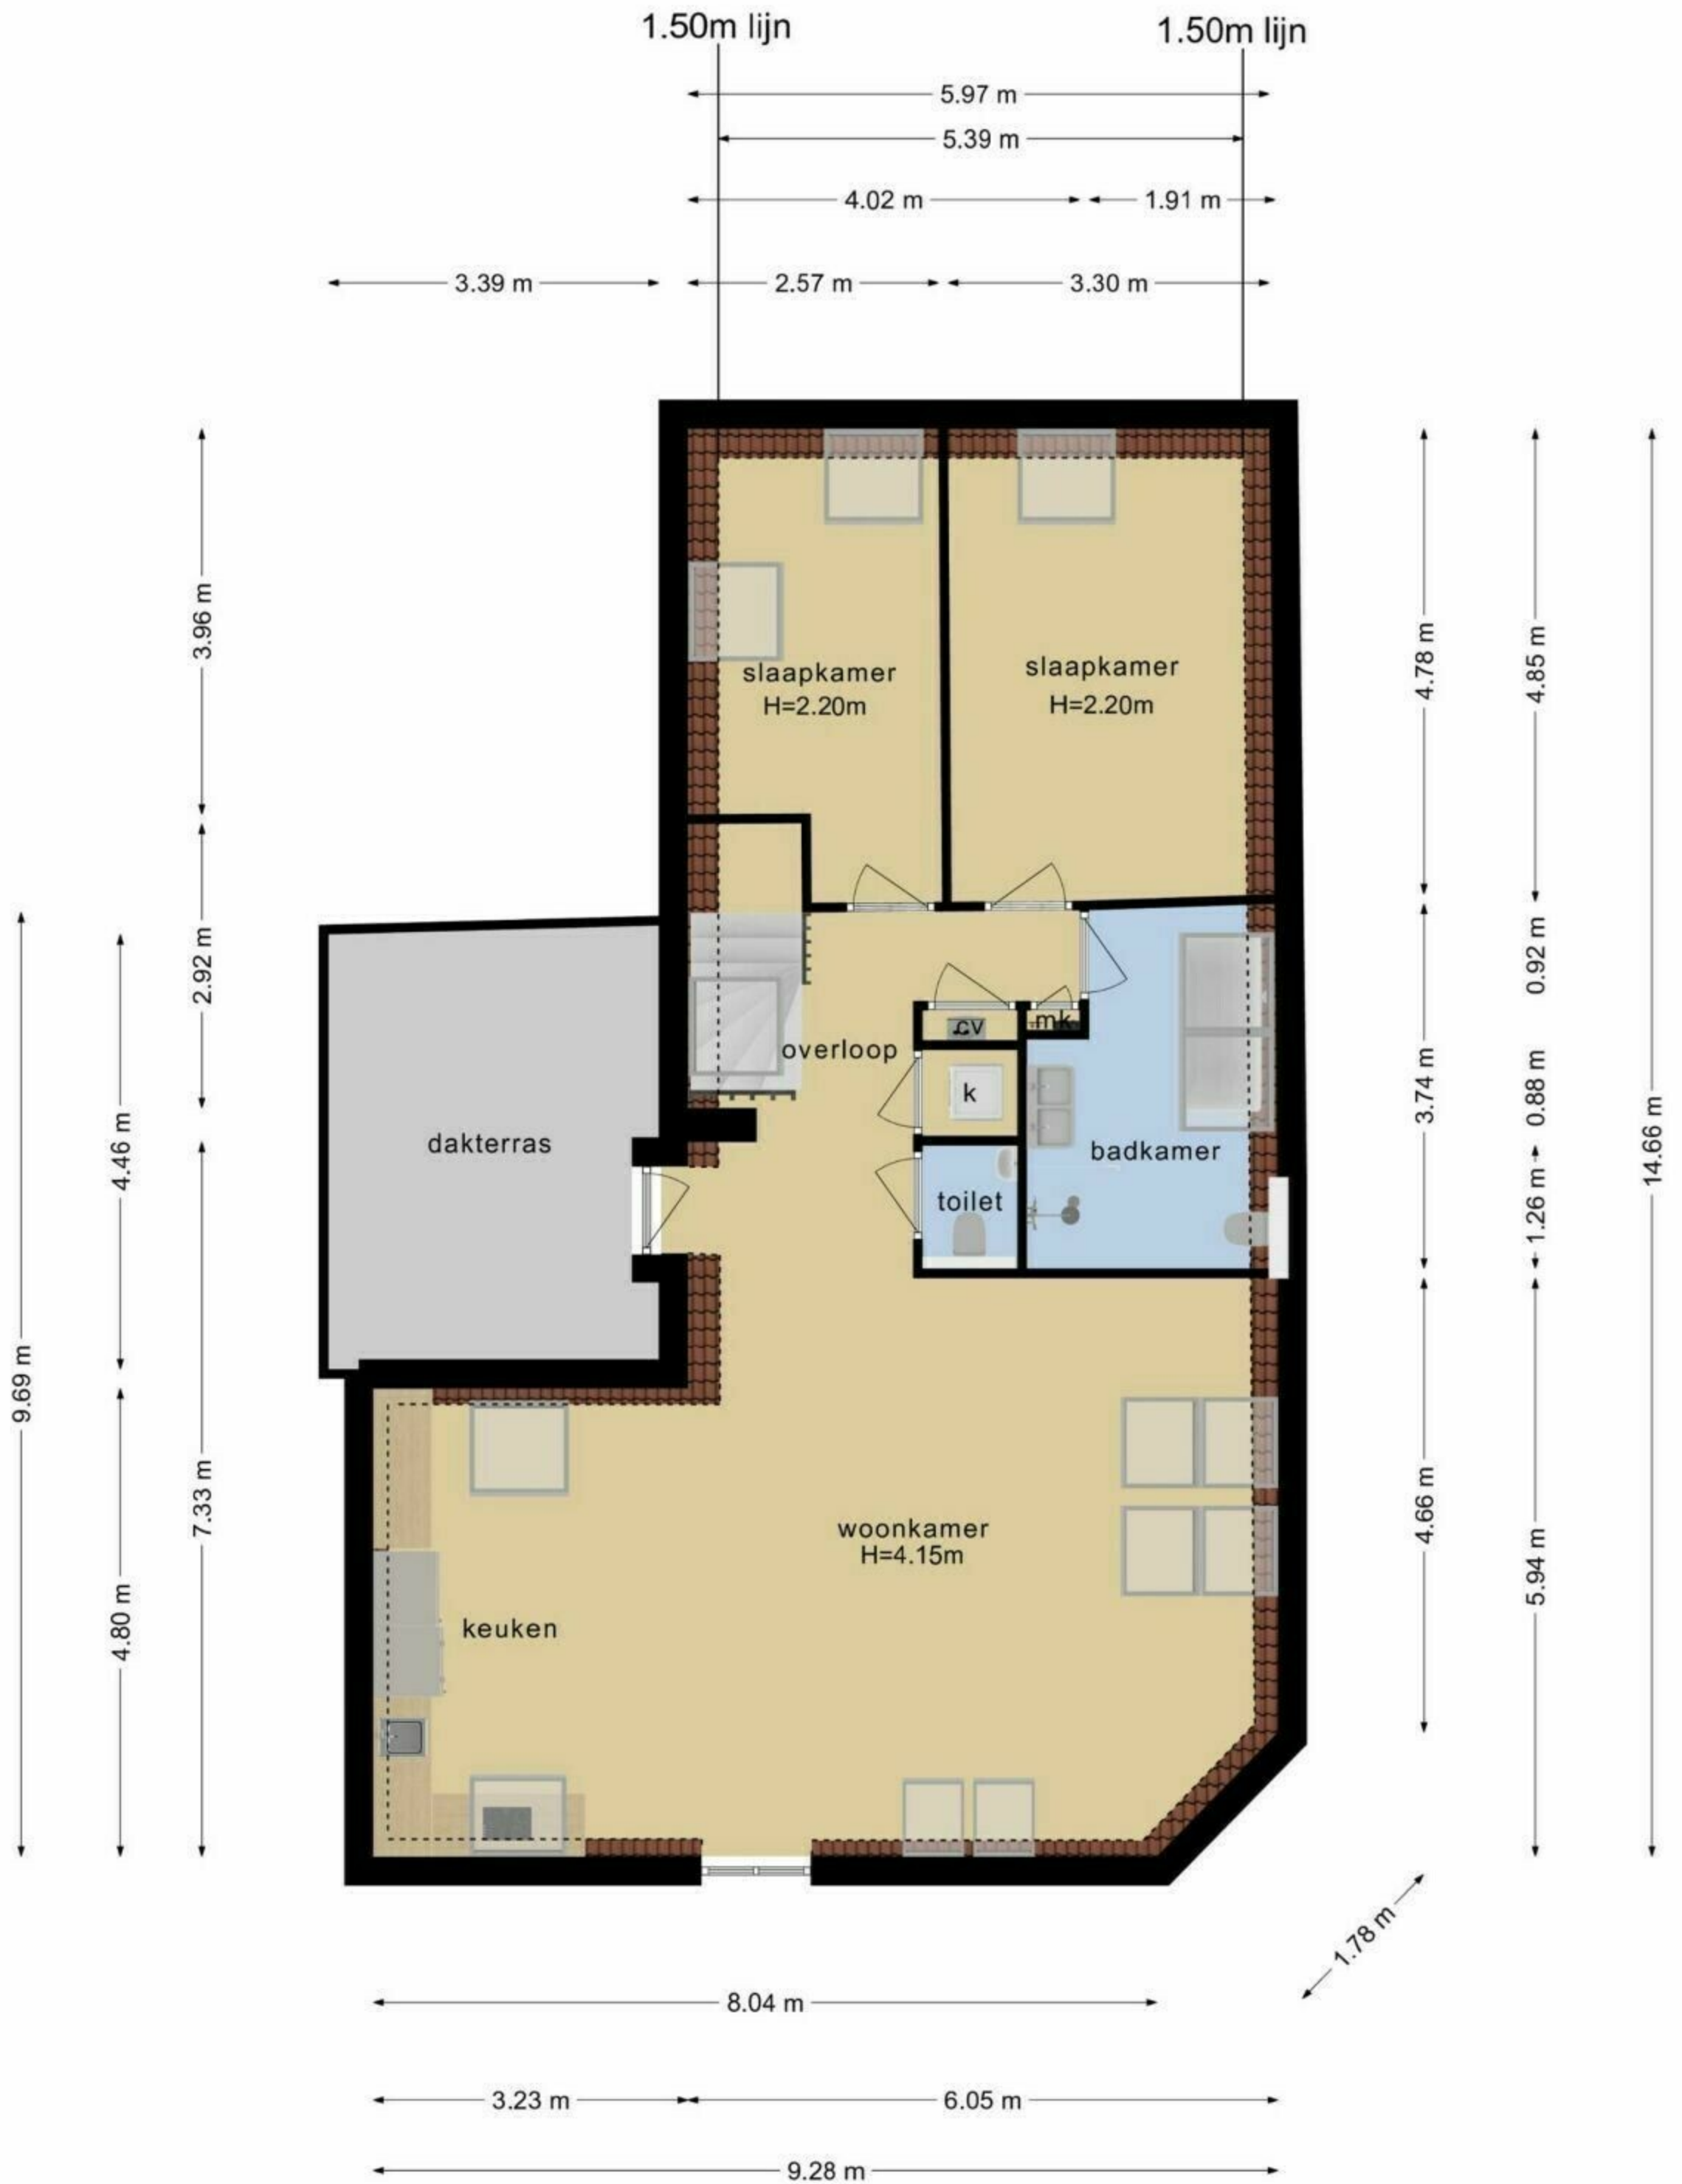 1.50m lijn
1.50m lijn
5.97 m
5.39 m
4.02 m
1.91 m
3.39 m
2.57 m
3.30 m
3.96 m
4.78 m
4.85 m
slaapkamer
H=2.20m
slaapkamer
H=2.20m
2.92 m
0.92 m
cv
mk
overloop
k
0.88 m
3.74 m
4.46 m
dakterras
badkamer
14.66 m
toilet
1.26 m
9.69 m
7.33 m
4.66 m
woonkamer
H=4.15m
5.94 m
4.80 m
keuken
1.78 m
8.04 m
3.23 m
6.05 m
9.28 m